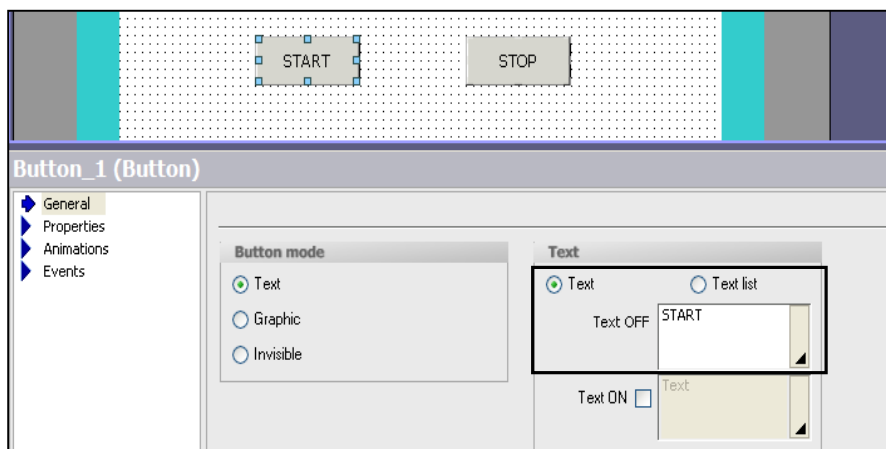 START STOP
Button_1 (Button)
General
Properties
Animations
Events
Button mode
Text
Graphic
Invisible
Text
Text Text list
Text OFF START
Text ON Text